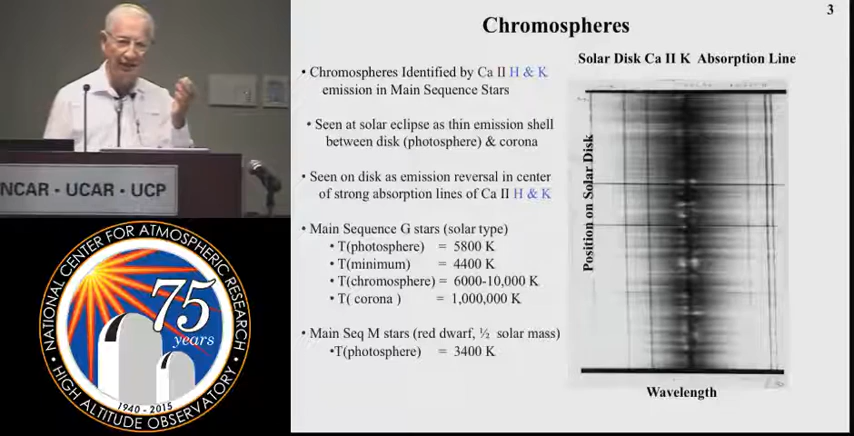 3
Chromospheres
• Chromospheres Identified by Ca II H & K
emission in Main Sequence Stars
• Seen at solar eclipse as thin emission shell
between disk (photosphere) & corona
• Seen on disk as emission reversal in center
of strong absorption lines of Ca II H & K
• Main Sequence G stars (solar type)
• T(photosphere) = 5800 K
• T(minimum) = 4400 K
• T(chromosphere) = 6000-10,000 K
• T( corona ) = 1,000,000 K
• Main Seq M stars (red dwarf, ½ solar mass)
•T(photosphere) = 3400 K
Solar Disk Ca II K Absorption Line
Position on Solar Disk
Wavelength
NCAR · UCAR · UCP
NATIONAL CENTER FOR ATMOSPHERIC RESEARCH
75
years
1940 - 2015
HIGH ALTITUDE OBSERVATORY